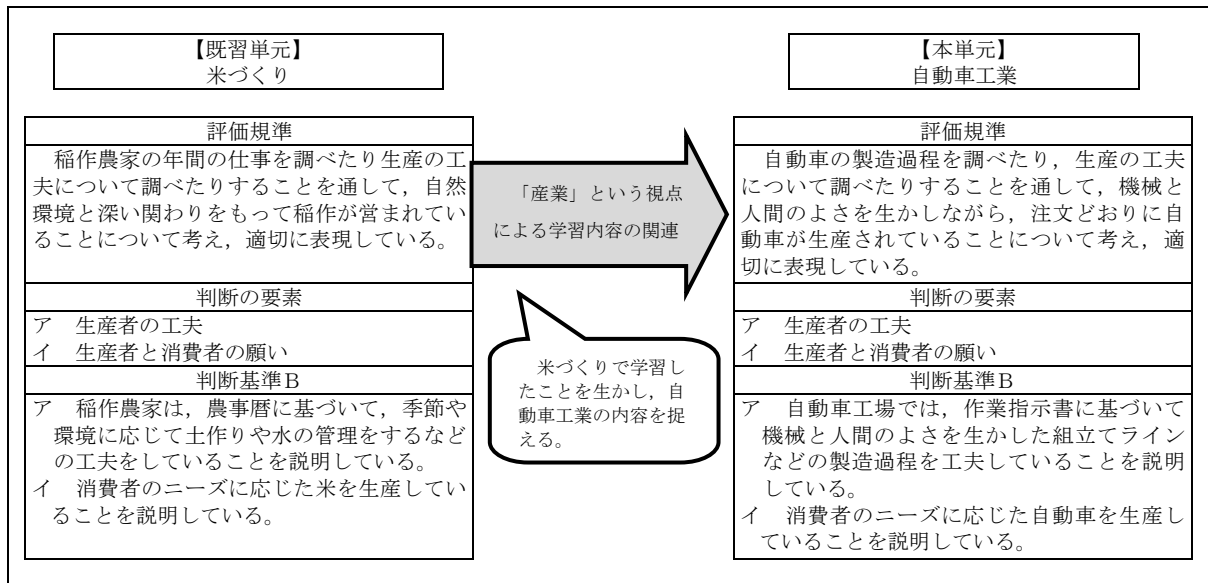 【既習単元】
米づくり
評価規準
稲作農家の年間の仕事を調べたり生産の工
夫について調べたりすることを通して，自然
環境と深い関わりをもって稲作が営まれてい
ることについて考え，適切に表現している。
判断の要素
ア　生産者の工夫
イ　生産者と消費者の願い
判断基準Ｂ
ア　稲作農家は，農事暦に基づいて，季節や
環境に応じて土作りや水の管理をするなど
の工夫をしていることを説明している。
イ　消費者のニーズに応じた米を生産してい
ることを説明している。
「産業」という視点
による学習内容の関連
米づくりで学習し
たことを生かし，自
動車工業の内容を捉
える。
【本単元】
自動車工業
評価規準
自動車の製造過程を調べたり，生産の工夫
について調べたりすることを通して，機械と
人間のよさを生かしながら，注文どおりに自
動車が生産されていることについて考え，適
切に表現している。
判断の要素
ア　生産者の工夫
イ　生産者と消費者の願い
判断基準Ｂ
ア　自動車工場では，作業指示書に基づいて
機械と人間のよさを生かした組立てライン
などの製造過程を工夫していることを説明
している。
イ　消費者のニーズに応じた自動車を生産し
ていることを説明している。